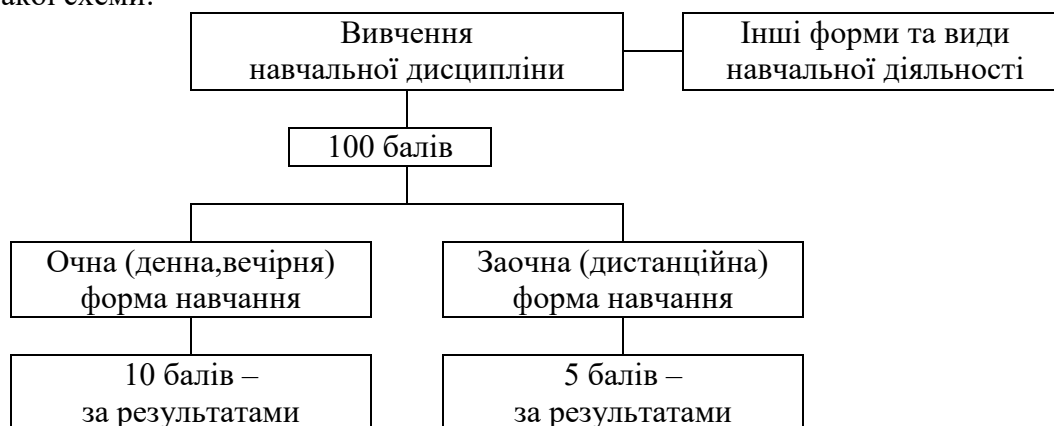 акої схеми:
Вивчення
навчальної дисципліни
Інші форми та види
навчальної діяльності
100 балів
Очна (денна,вечірня)
форма навчання
Заочна (дистанційна)
форма навчання
10 балів –
за результатами
5 балів –
за результатами